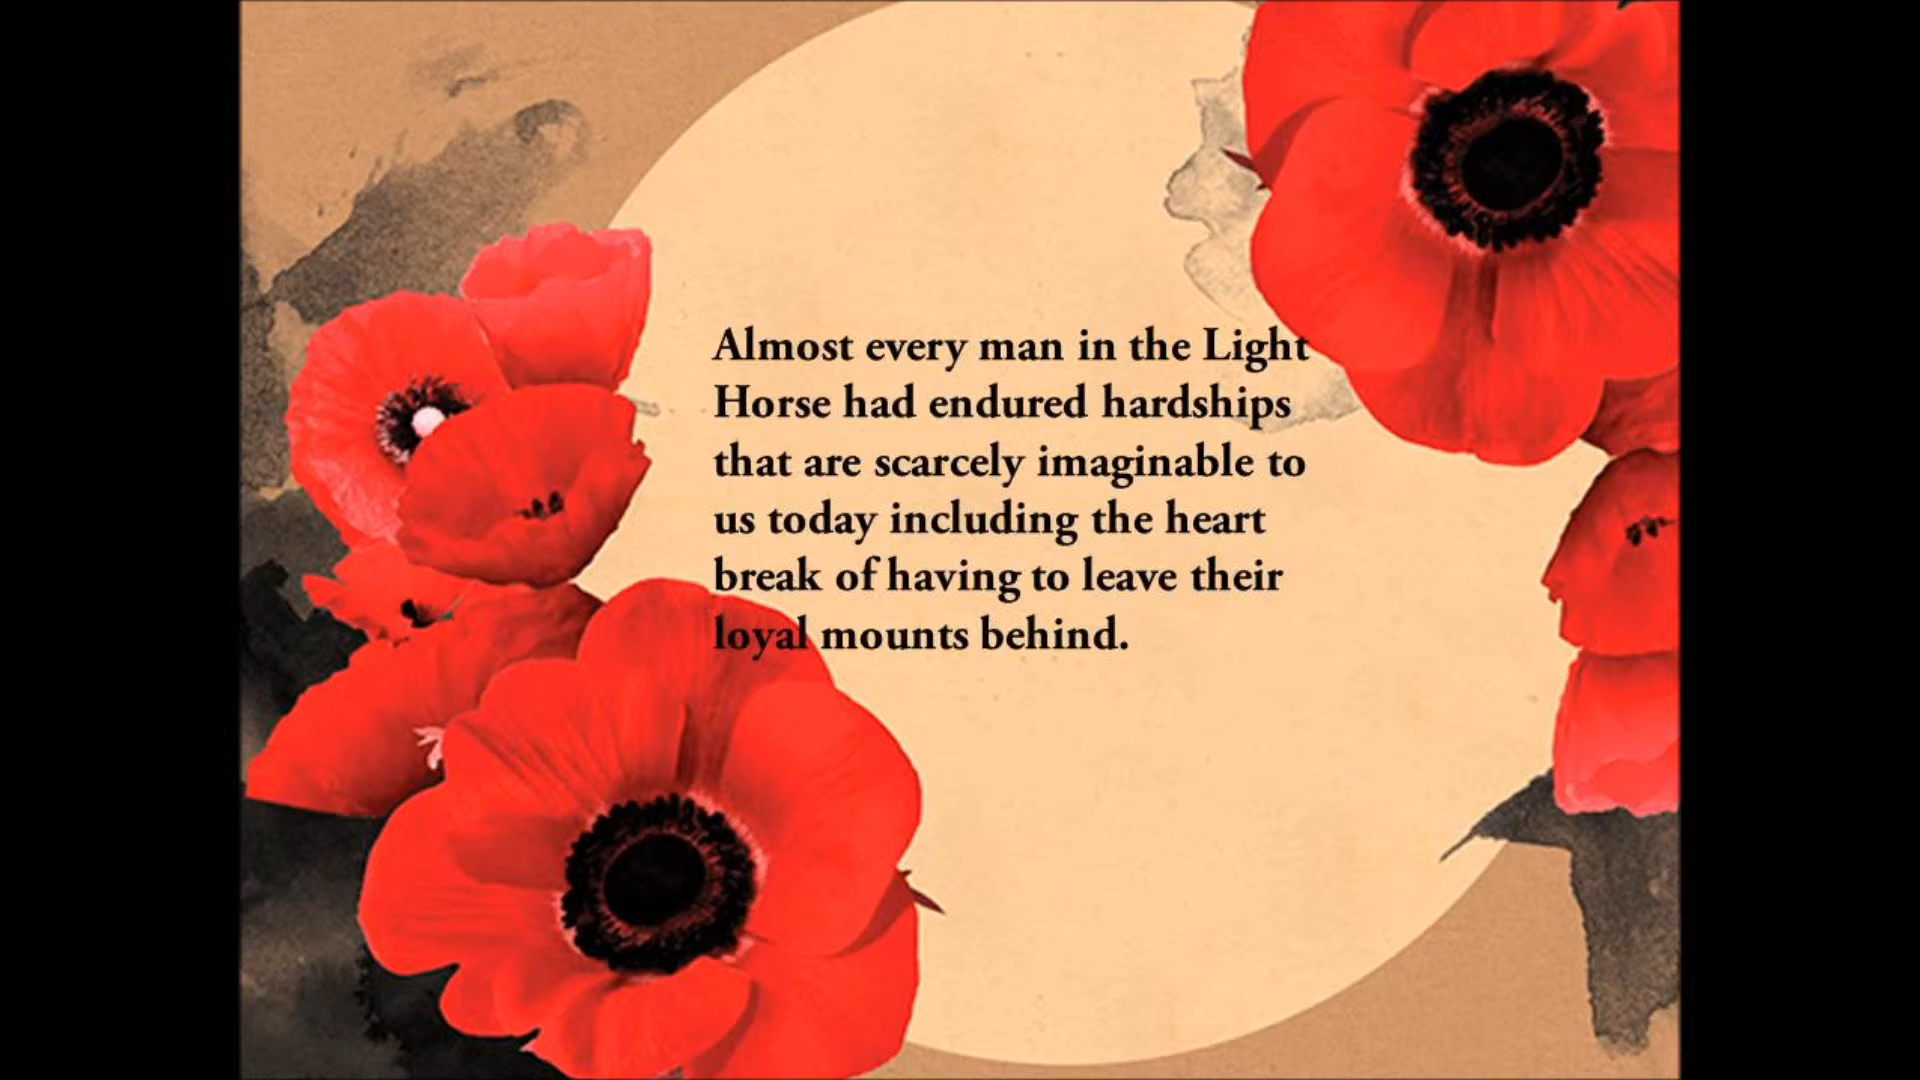 Almost every man in the Light
Horse had endured hardships
that are scarcely imaginable to
us today including the heart
break of having to leave their
loyal mounts behind.